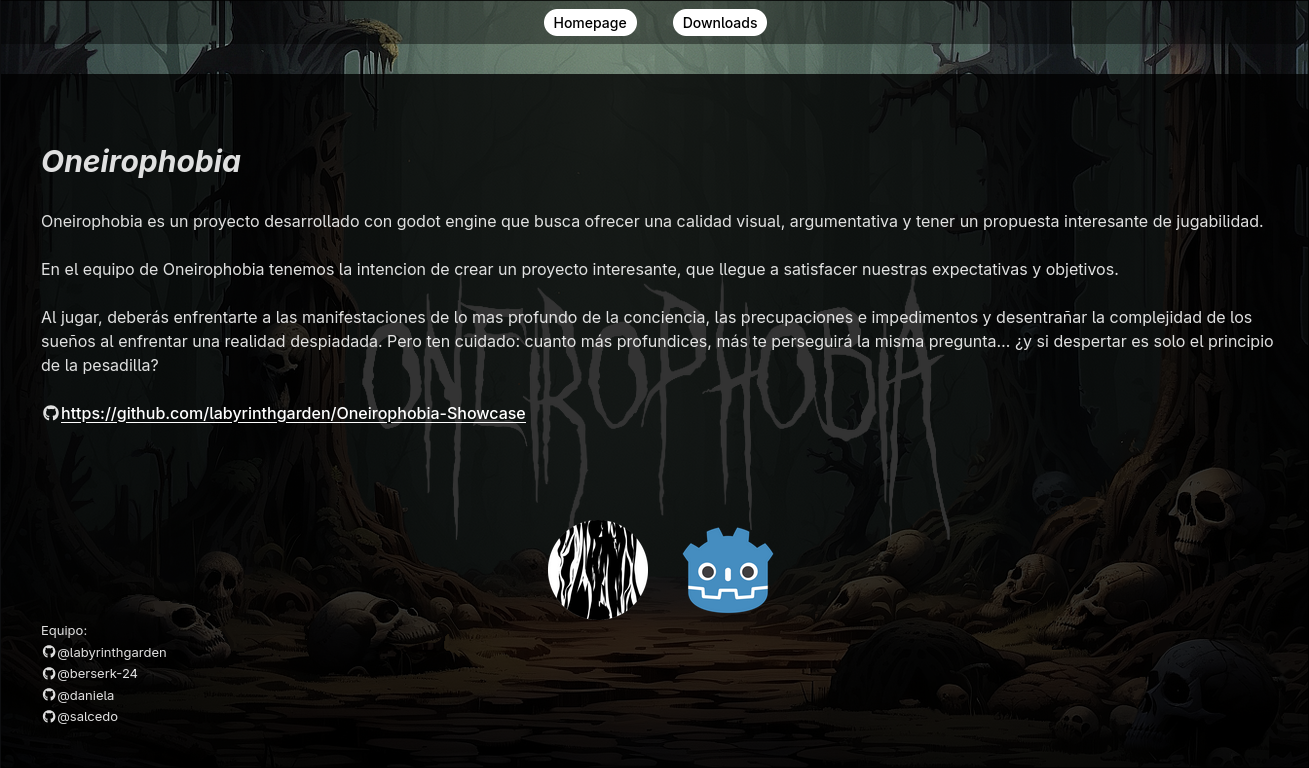 Homepage Downloads
Oneirophobia
Oneirophobia es un proyecto desarrollado con godot engine que busca ofrecer una calidad visual, argumentativa y tener un propuesta interesante de jugabilidad.
En el equipo de Oneirophobia tenemos la intencion de crear un proyecto interesante, que llegue a satisfacer nuestras expectativas y objetivos.
Al jugar, deberás enfrentarte a las manifestaciones de lo mas profundo de la conciencia, las precupaciones e impedimentos y desentrañar la complejidad de los
sueños al enfrentar una realidad despiadada. Pero ten cuidado: cuanto más profundices, más te perseguirá la misma pregunta... ¿y si despertar es solo el principio
de la pesadilla?
ONEIROPHOBIA
https://github.com/labyrinthgarden/Oneirophobia-Showcase
Equipo:
@labyrinthgarden
@berserk-24
@daniela
@salcedo